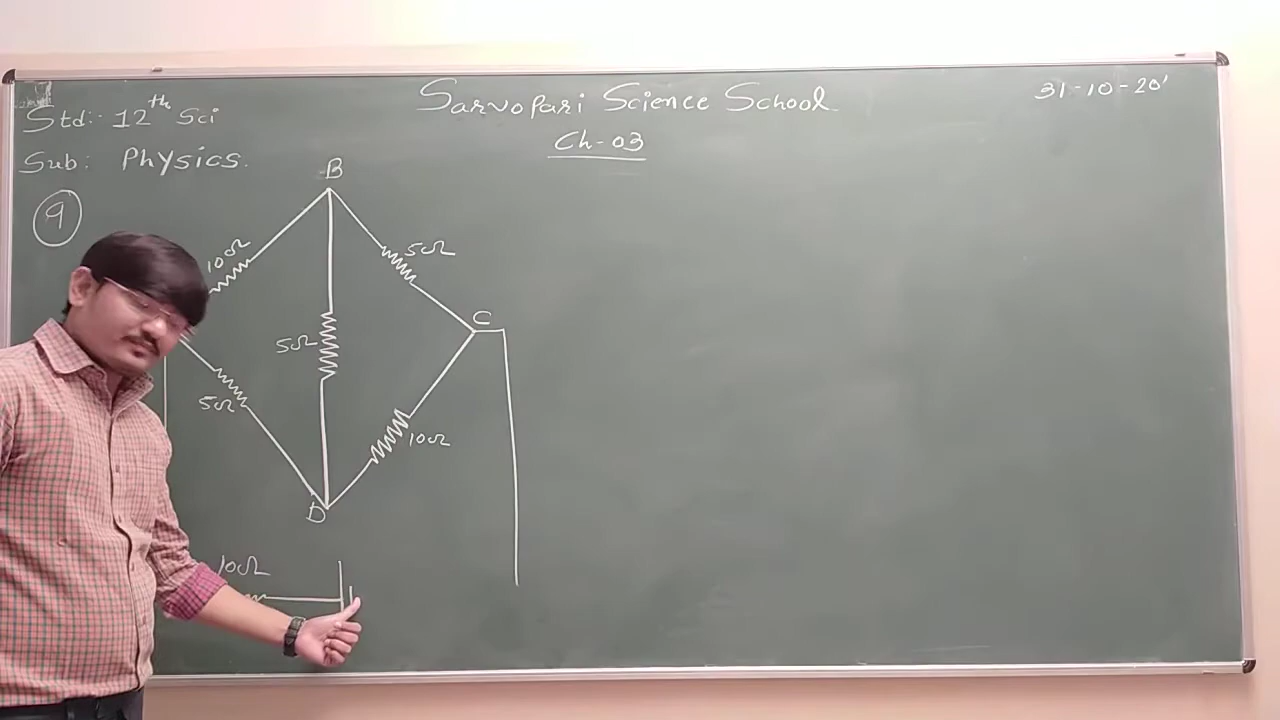 Sarvopari Science School
31-10-20'
Std:- 12th Sci
Ch-03
Sub: Physics.
9
B
10Ω
5Ω
C
5Ω
5Ω
10Ω
D
10Ω